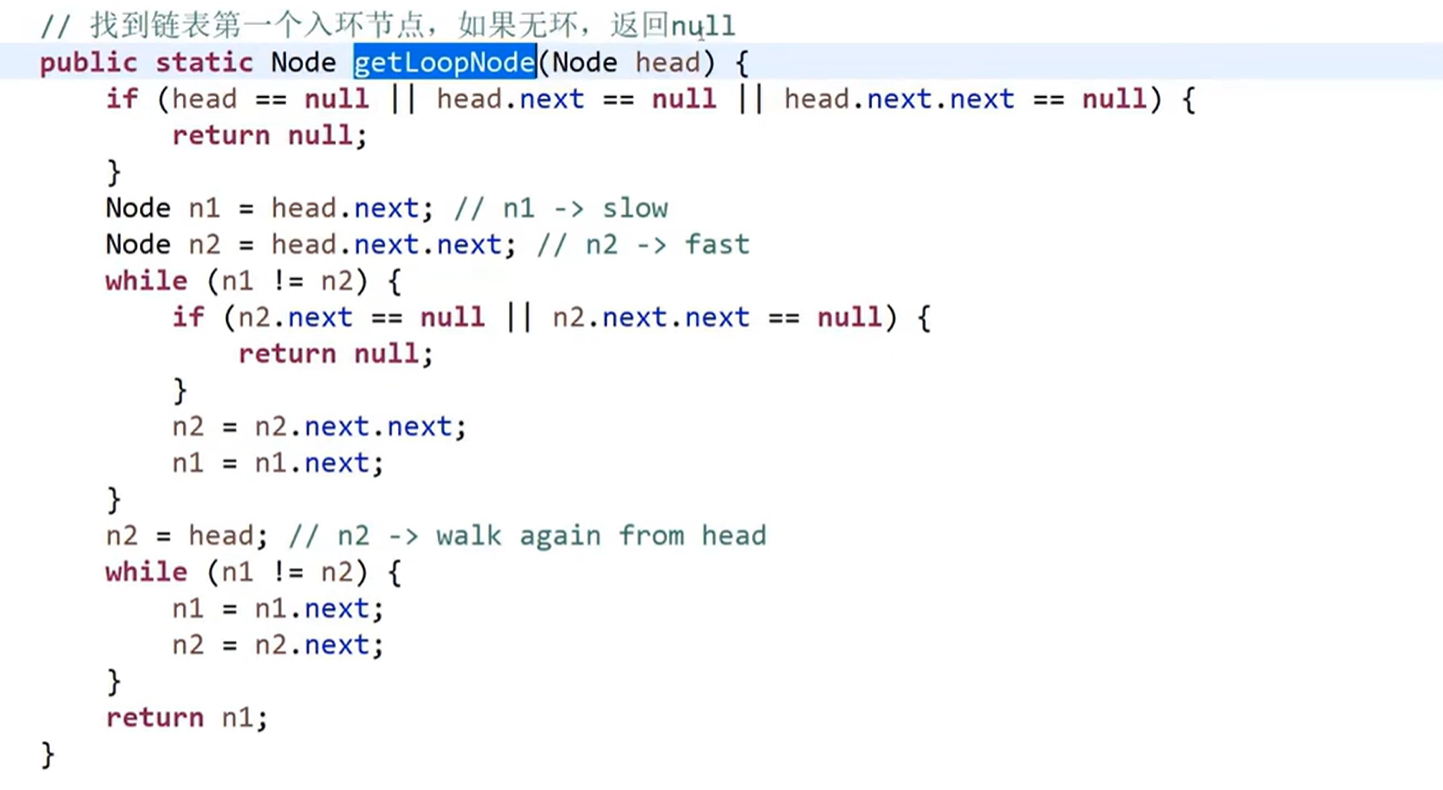 // 找到链表第一个入环节点，如果无环，返回null
public static Node getLoopNode(Node head) {
    if (head == null || head.next == null || head.next.next == null) {
        return null;
    }
    Node n1 = head.next; // n1 -> slow
    Node n2 = head.next.next; // n2 -> fast
    while (n1 != n2) {
        if (n2.next == null || n2.next.next == null) {
            return null;
        }
        n2 = n2.next.next;
        n1 = n1.next;
    }
    n2 = head; // n2 -> walk again from head
    while (n1 != n2) {
        n1 = n1.next;
        n2 = n2.next;
    }
    return n1;
}